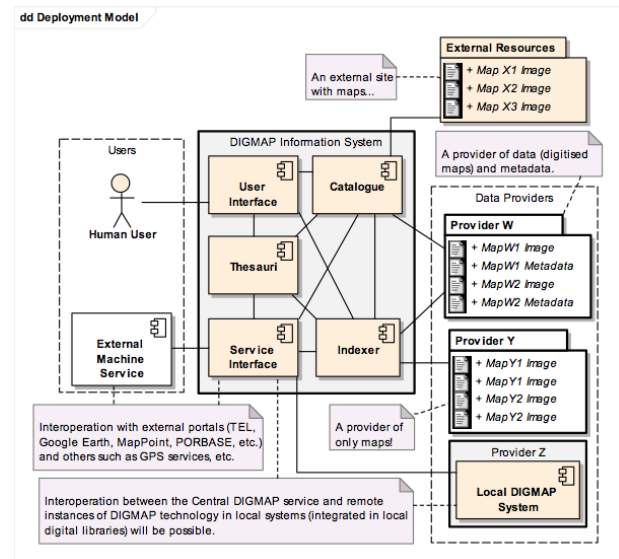 dd Deployment Model
External Resources
+ Map X1 Image
+ Map X2 Image
+ Map X3 Image
An external site
with maps...
Users
DIGMAP Information System
A provider of data (digitised
maps) and metadata.
User
Interface
Catalogue
Data Providers
Human User
Provider W
+ MapW1 Image
+ MapW1 Metadata
+ MapW2 Image
+ MapW2 Metadata
Thesauri
External
Machine
Service
Service
Interface
Indexer
Provider Y
+ MapY1 Image
+ MapY1 Image
+ MapY2 Image
+ MapY2 Image
Interoperation with external portals (TEL,
Google Earth, MapPoint, PORBASE, etc.)
and others such as GPS services, etc.
A provider of
only maps!
Provider Z
Local DIGMAP
System
Interoperation between the Central DIGMAP service and remote
instances of DIGMAP technology in local systems (integrated in local
digital libraries) will be possible.